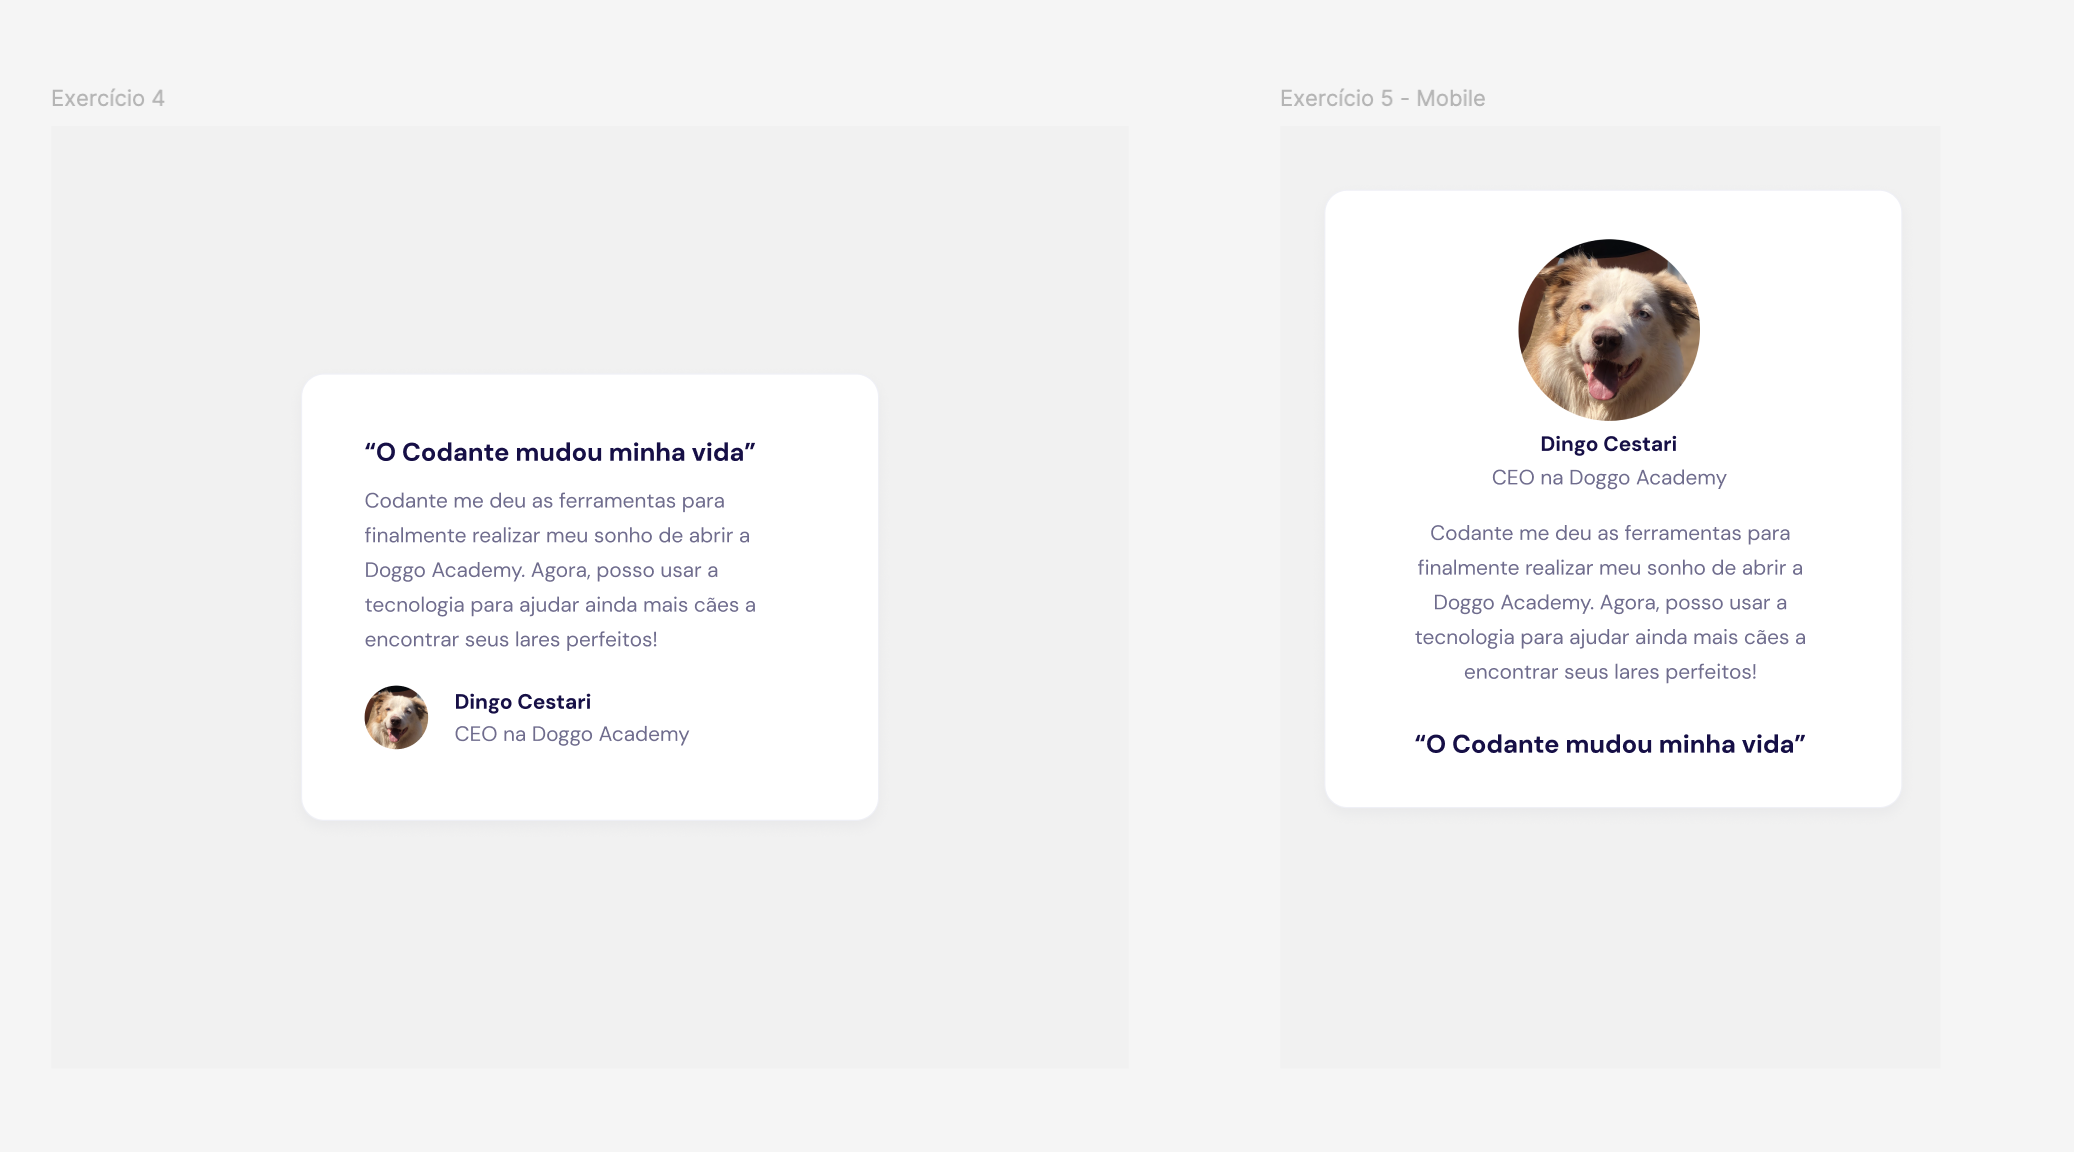 Exercício 4
“O Codante mudou minha vida”
Codante me deu as ferramentas para
finalmente realizar meu sonho de abrir a
Doggo Academy. Agora, posso usar a
tecnologia para ajudar ainda mais cães a
encontrar seus lares perfeitos!
Dingo Cestari
CEO na Doggo Academy
Exercício 5 - Mobile
Dingo Cestari
CEO na Doggo Academy
Codante me deu as ferramentas para
finalmente realizar meu sonho de abrir a
Doggo Academy. Agora, posso usar a
tecnologia para ajudar ainda mais cães a
encontrar seus lares perfeitos!
“O Codante mudou minha vida”